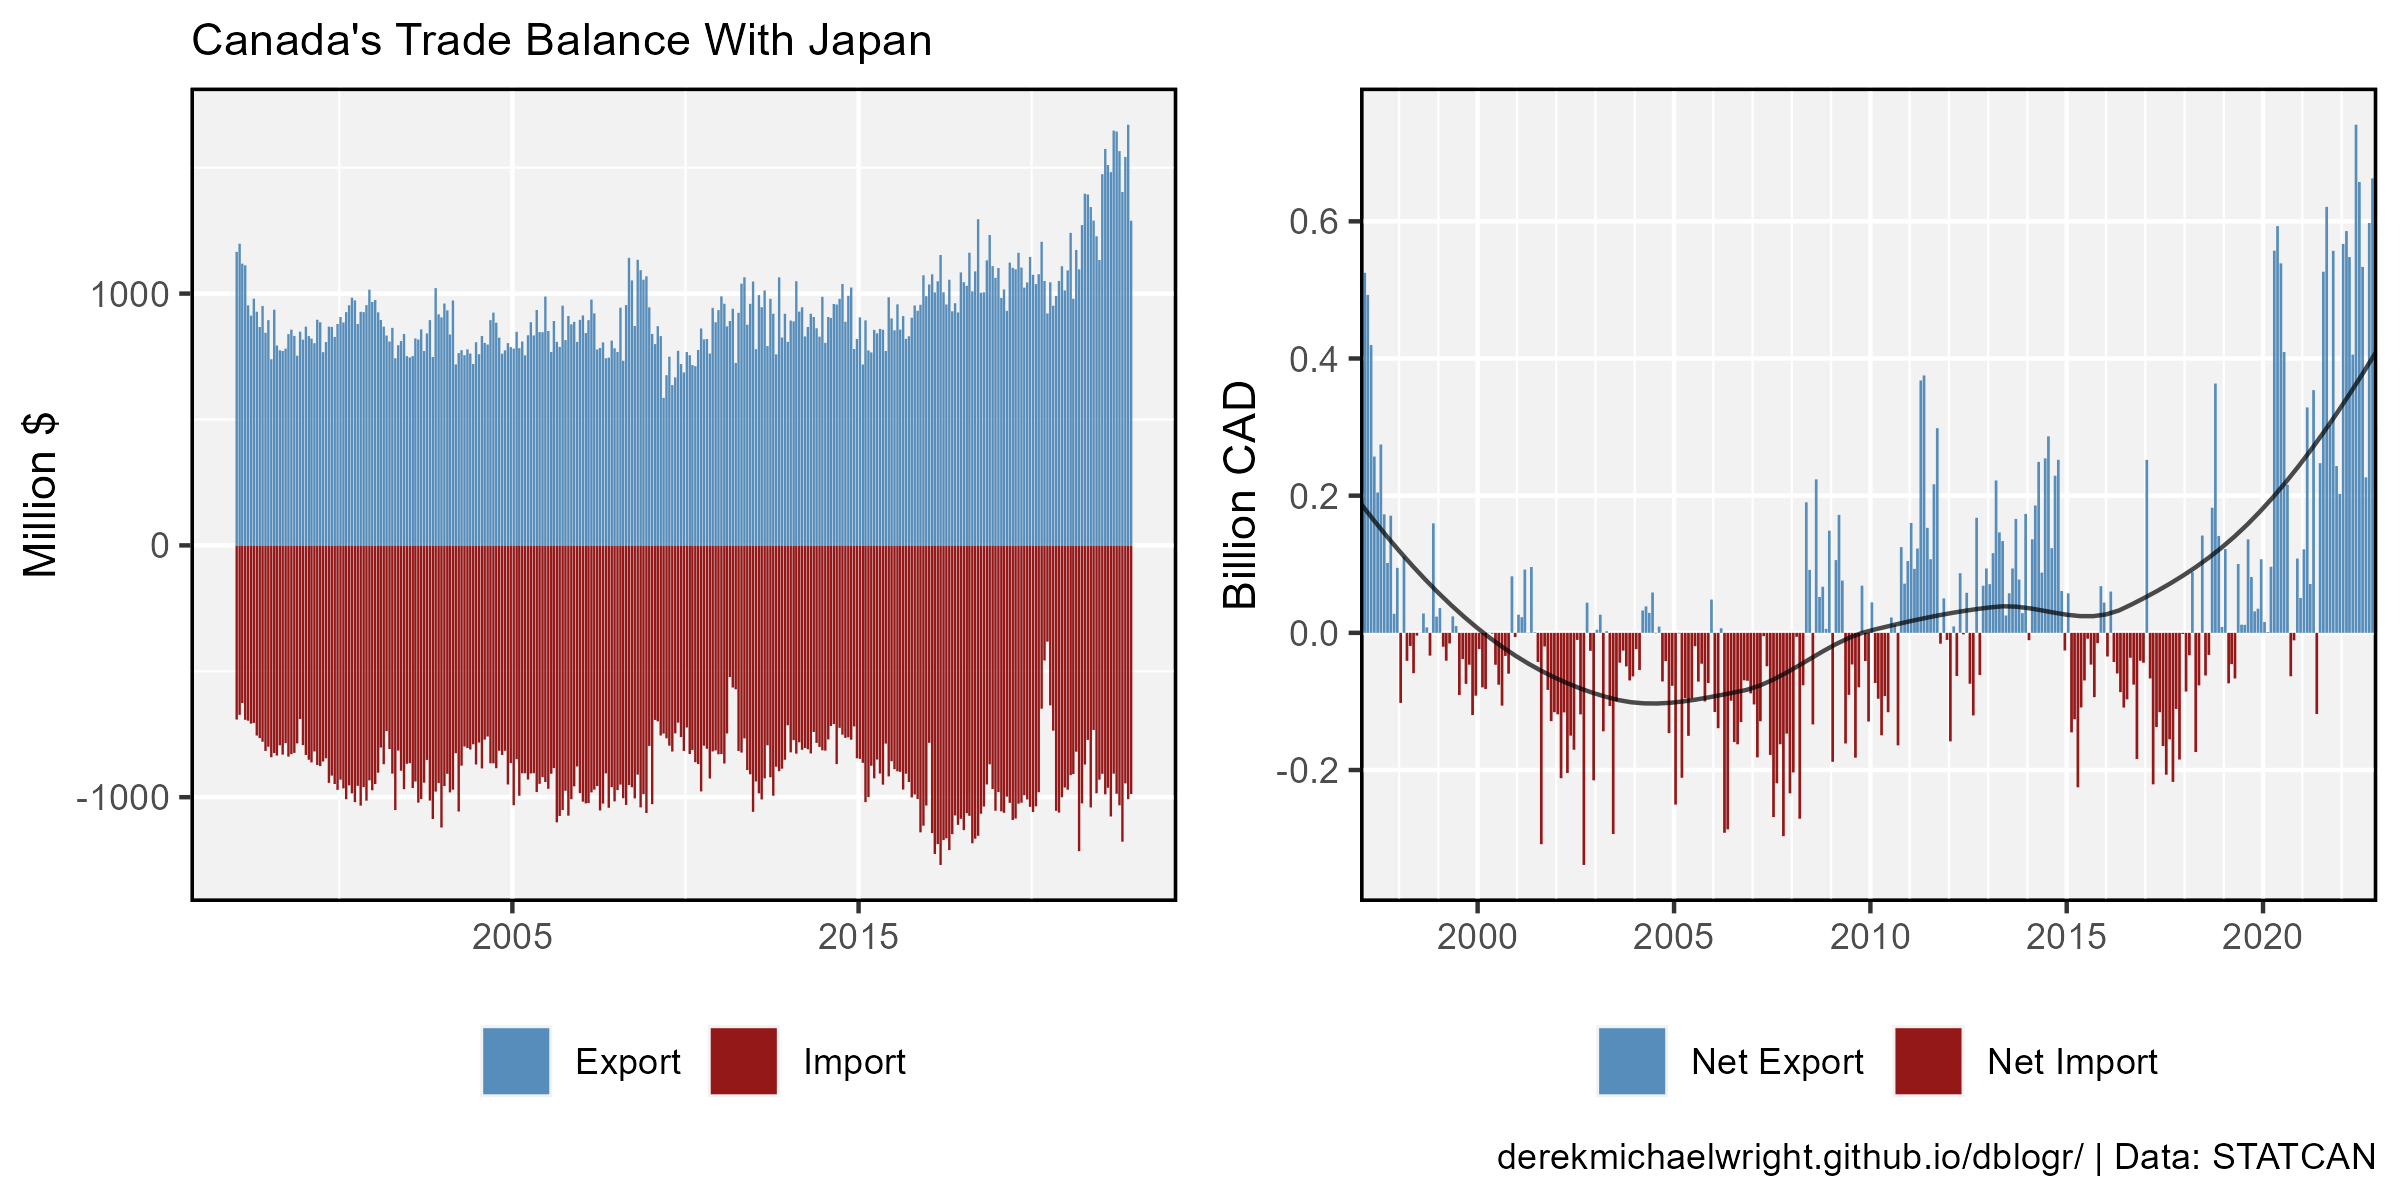 Canada's Trade Balance With Japan
Million $
1000
0
-1000
2005
2015
Export
Import
Billion CAD
0.6
0.4
0.2
0.0
-0.2
2000
2005
2010
2015
2020
Net Export
Net Import
derekmichaelwright.github.io/dblogr/ | Data: STATCAN